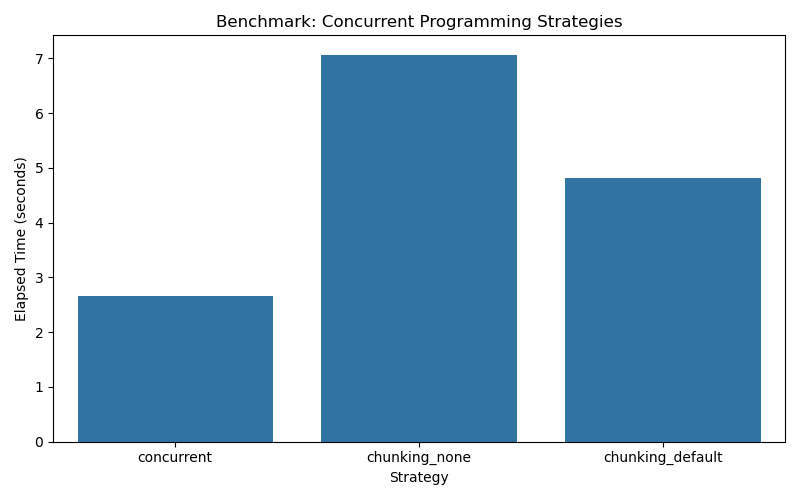 Benchmark: Concurrent Programming Strategies
Elapsed Time (seconds)
7
6
5
4
3
2
1
0
concurrent
chunking_none
chunking_default
Strategy